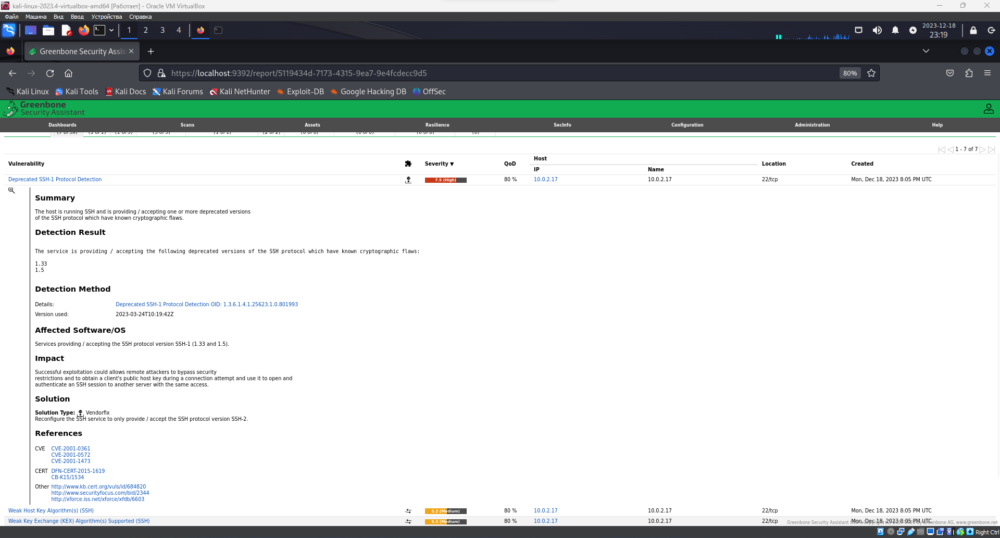 kali-linux-2023.4-virtualbox-amd64 [Работает] - Oracle VM VirtualBox
Файл Машина Вид Ввод Устройства Справка
1 2 3 4
2023-12-18
23:19
Greenbone Security Assis
https://localhost:9392/report/5119434d-7173-4315-9ea7-9e4fcdecc9d5 80%
Kali Linux Kali Tools Kali Docs Kali Forums Kali NetHunter Exploit-DB Google Hacking DB OffSec
Greenbone
Security Assistant
Dashboards Scans Assets Resilience SecInfo Configuration Administration Help
1 - 7 of 7
Vulnerability Severity ▼ QoD Host Location Created
IP Name
Deprecated SSH-1 Protocol Detection 7.5 (High) 80 % 10.0.2.17 10.0.2.17 22/tcp Mon, Dec 18, 2023 8:05 PM UTC
Summary
The host is running SSH and is providing / accepting one or more deprecated versions
of the SSH protocol which have known cryptographic flaws.
Detection Result
The service is providing / accepting the following deprecated versions of the SSH protocol which have known cryptographic flaws:
1.33
1.5
Detection Method
Details: Deprecated SSH-1 Protocol Detection OID: 1.3.6.1.4.1.25623.1.0.801993
Version used: 2023-03-24T10:19:42Z
Affected Software/OS
Services providing / accepting the SSH protocol version SSH-1 (1.33 and 1.5).
Impact
Successful exploitation could allows remote attackers to bypass security
restrictions and to obtain a client's public host key during a connection attempt and use it to open and
authenticate an SSH session to another server with the same access.
Solution
Solution Type: Vendorfix
Reconfigure the SSH service to only provide / accept the SSH protocol version SSH-2.
References
CVE CVE-2001-0361
CVE-2001-0572
CVE-2001-1473
CERT DFN-CERT-2015-1619
CB-K15/1534
Other http://www.kb.cert.org/vuls/id/684820
http://www.securityfocus.com/bid/2344
http://xforce.iss.net/xforce/xfdb/6603
Weak Host Key Algorithm(s) (SSH) 5.3 (Medium) 80 % 10.0.2.17 10.0.2.17 22/tcp Mon, Dec 18, 2023 8:05 PM UTC
Weak Key Exchange (KEX) Algorithm(s) Supported (SSH) 5.3 (Medium) 80 % 10.0.2.17 10.0.2.17 22/tcp Mon, Dec 18, 2023 8:05 PM UTC
Greenbone Security Assistant by Greenbone AG, www.greenbone.net
Right Ctrl